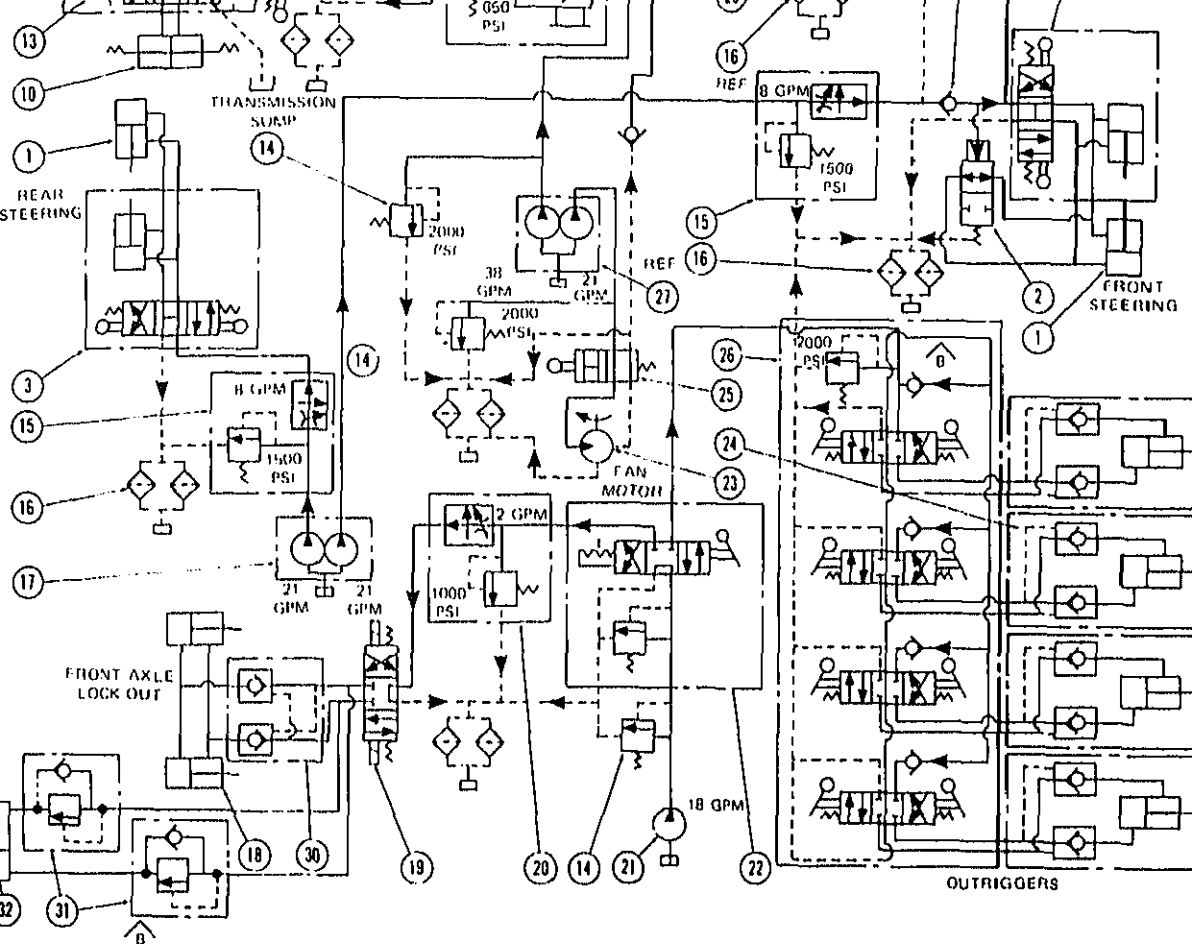 13
10
TRANSMISSION
SUMP
14
1
REAR
STEERING
3
15
8 GPM
1500
PSI
16
17
21
GPM
21
GPM
14
050
PSI
2000
PSI
38
GPM
2000
PSI
21
GPM
27
REF
25
FAN
MOTOR
23
16
REF
8 GPM
1500
PSI
15
16
2
1
FRONT
STEERING
26
2000
PSI
B
24
2 GPM
1000
PSI
FRONT AXLE
LOCK OUT
18 GPM
18
30
19
20
14
21
22
OUTRIGGERS
32
31
B